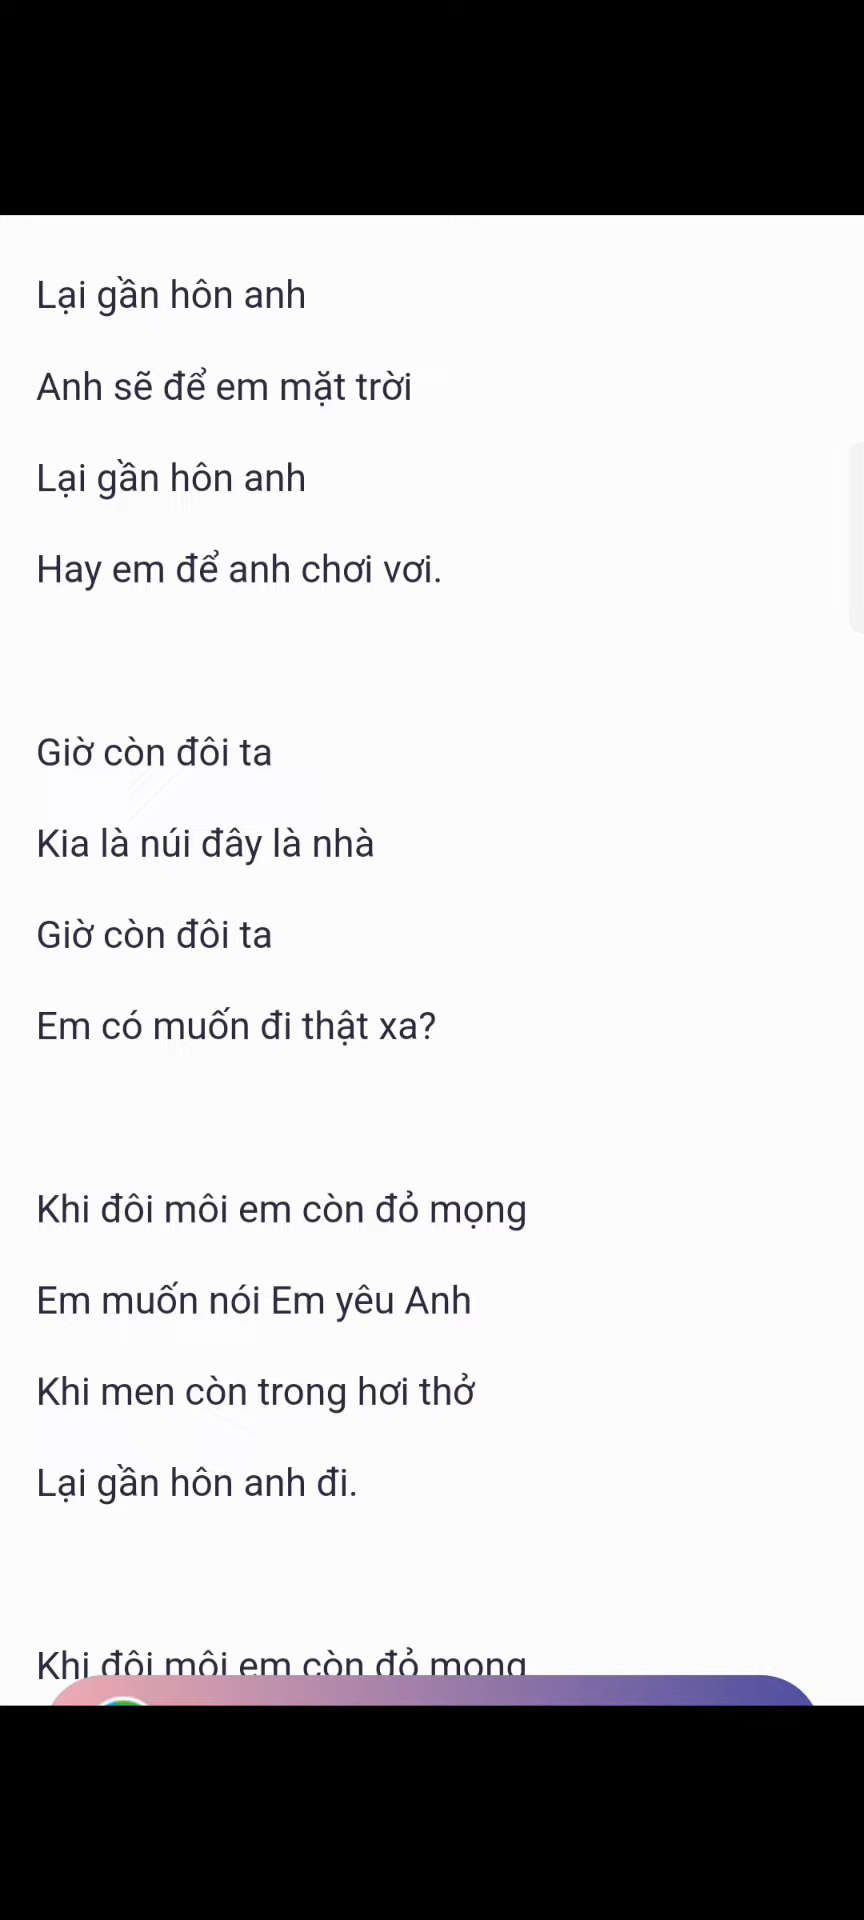 Lại gần hôn anh
Anh sẽ để em mặt trời
Lại gần hôn anh
Hay em để anh chơi vơi.
Giờ còn đôi ta
Kia là núi đây là nhà
Giờ còn đôi ta
Em có muốn đi thật xa?
Khi đôi môi em còn đỏ mọng
Em muốn nói Em yêu Anh
Khi men còn trong hơi thở
Lại gần hôn anh đi.
Khi đôi môi em còn đỏ mọng